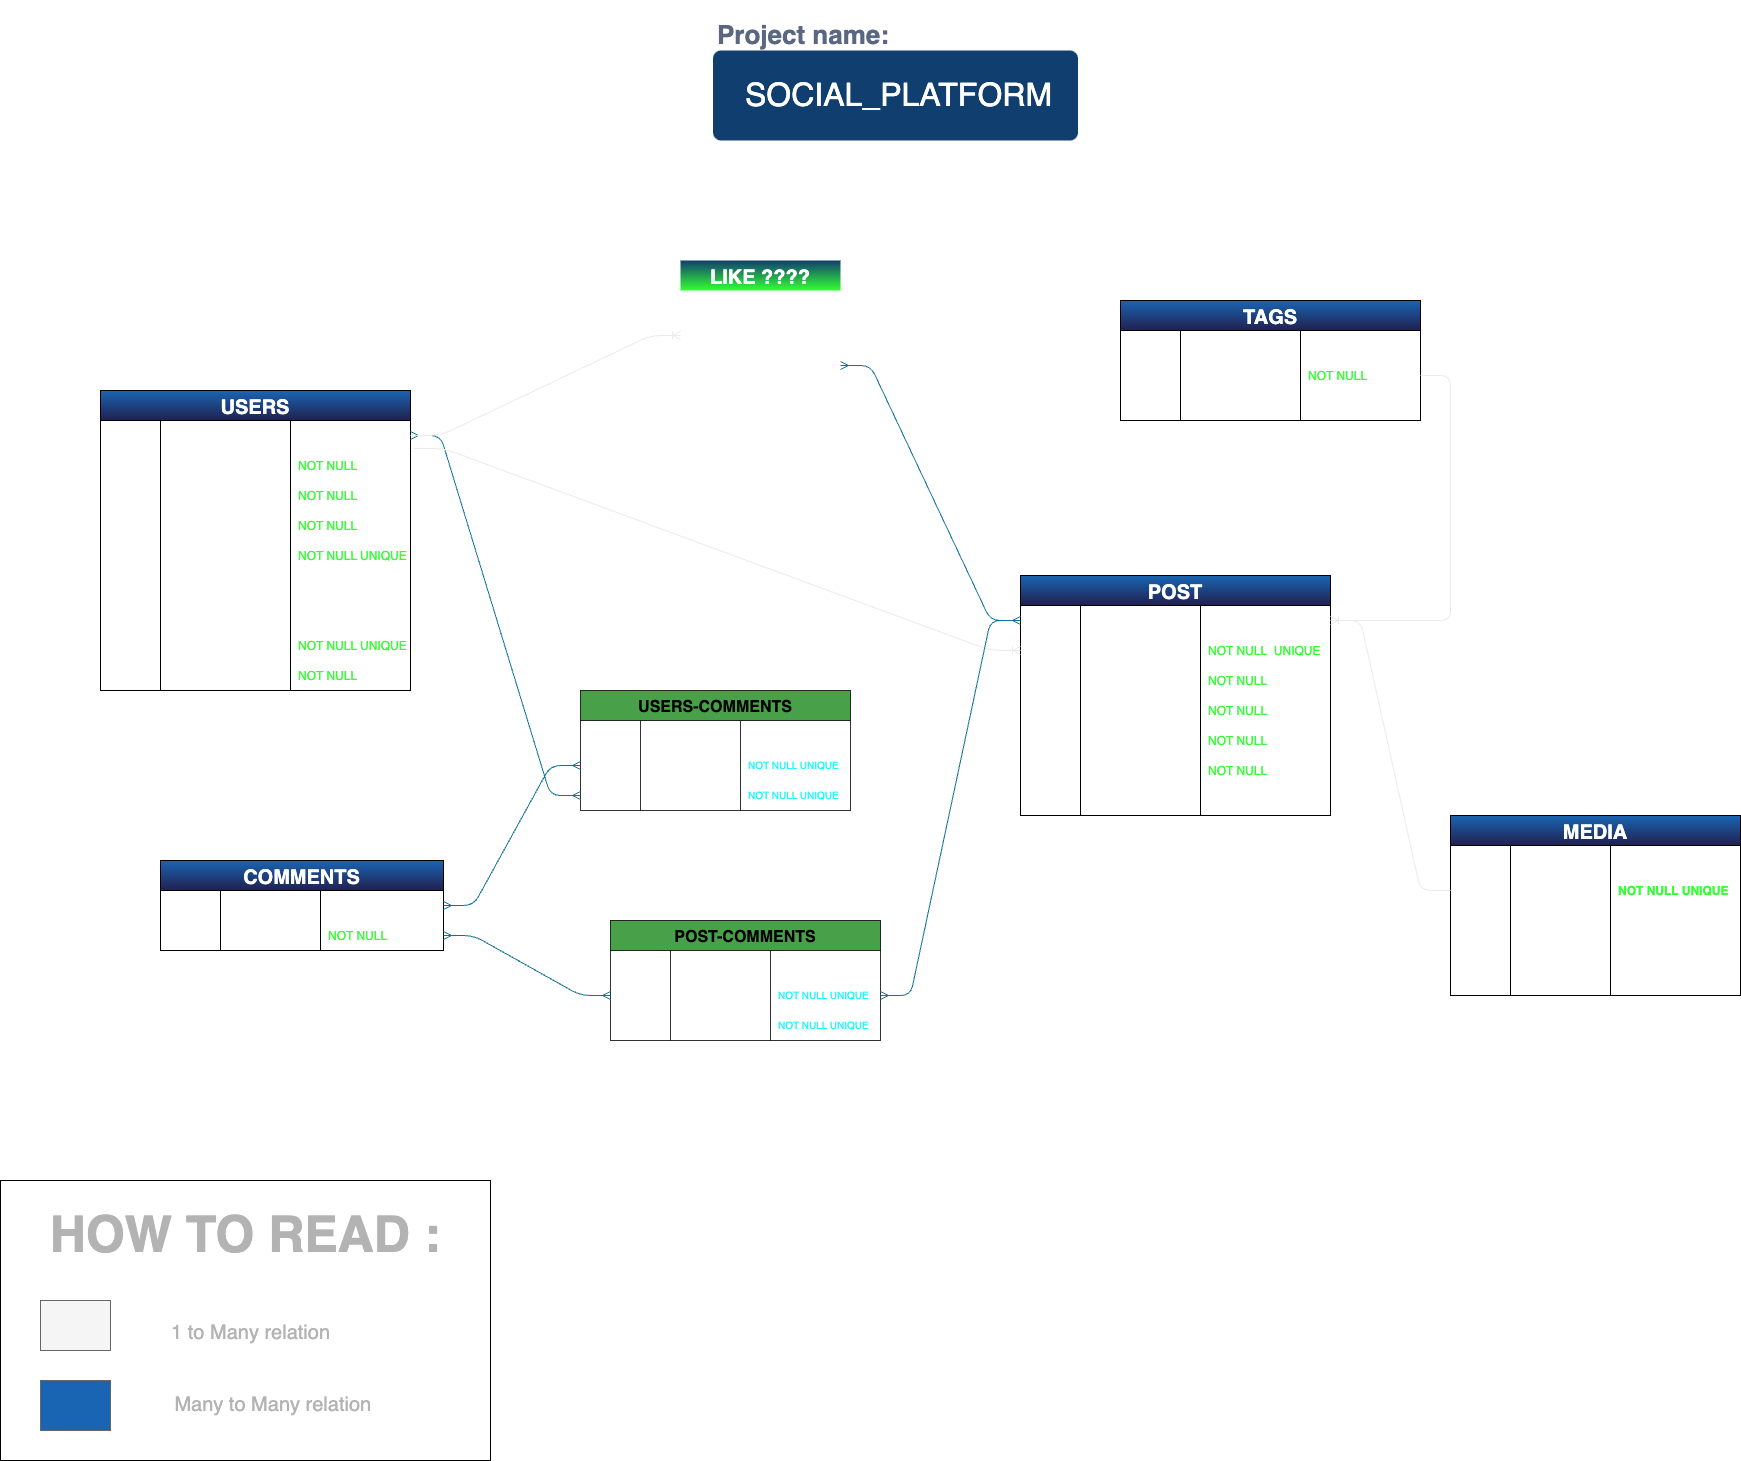 Project name:
SOCIAL_PLATFORM
LIKE ????
TAGS
NOT NULL
USERS
NOT NULL
NOT NULL
NOT NULL
NOT NULL UNIQUE
NOT NULL UNIQUE
NOT NULL
POST
NOT NULL  UNIQUE
NOT NULL
NOT NULL
NOT NULL
NOT NULL
USERS-COMMENTS
NOT NULL UNIQUE
NOT NULL UNIQUE
MEDIA
NOT NULL UNIQUE
COMMENTS
NOT NULL
POST-COMMENTS
NOT NULL UNIQUE
NOT NULL UNIQUE
HOW TO READ :
1 to Many relation
Many to Many relation